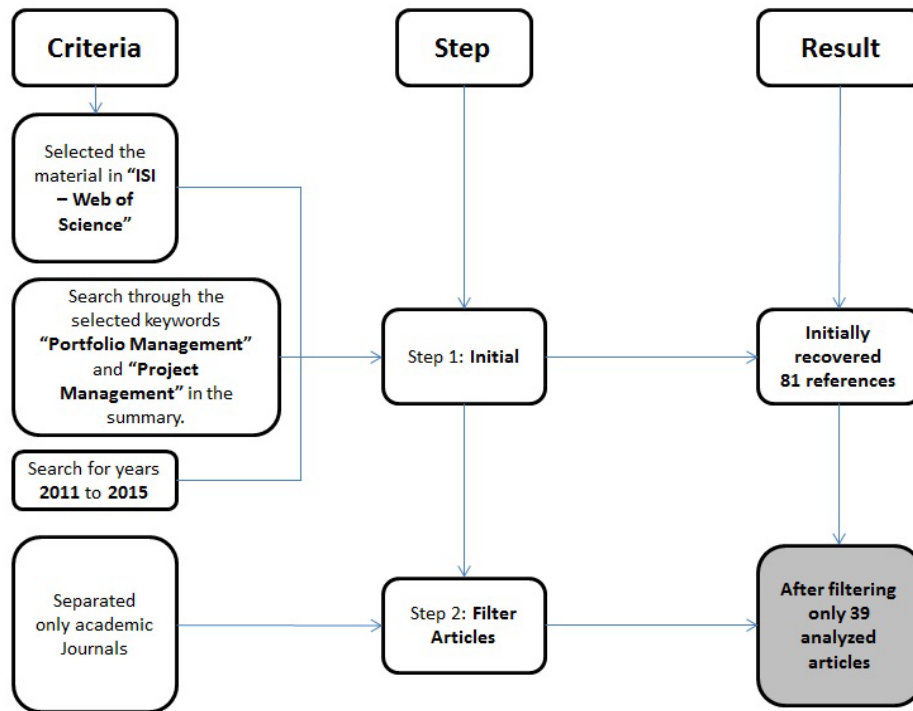 Criteria
Step
Result
Selected the
material in “ISI
– Web of
Science”
Search through the
selected keywords
“Portfolio Management”
and “Project
Management” in the
summary.
Step 1: Initial
Initially
recovered
81 references
Search for years
2011 to 2015
Separated
only academic
Journals
Step 2: Filter
Articles
After filtering
only 39
analyzed
articles